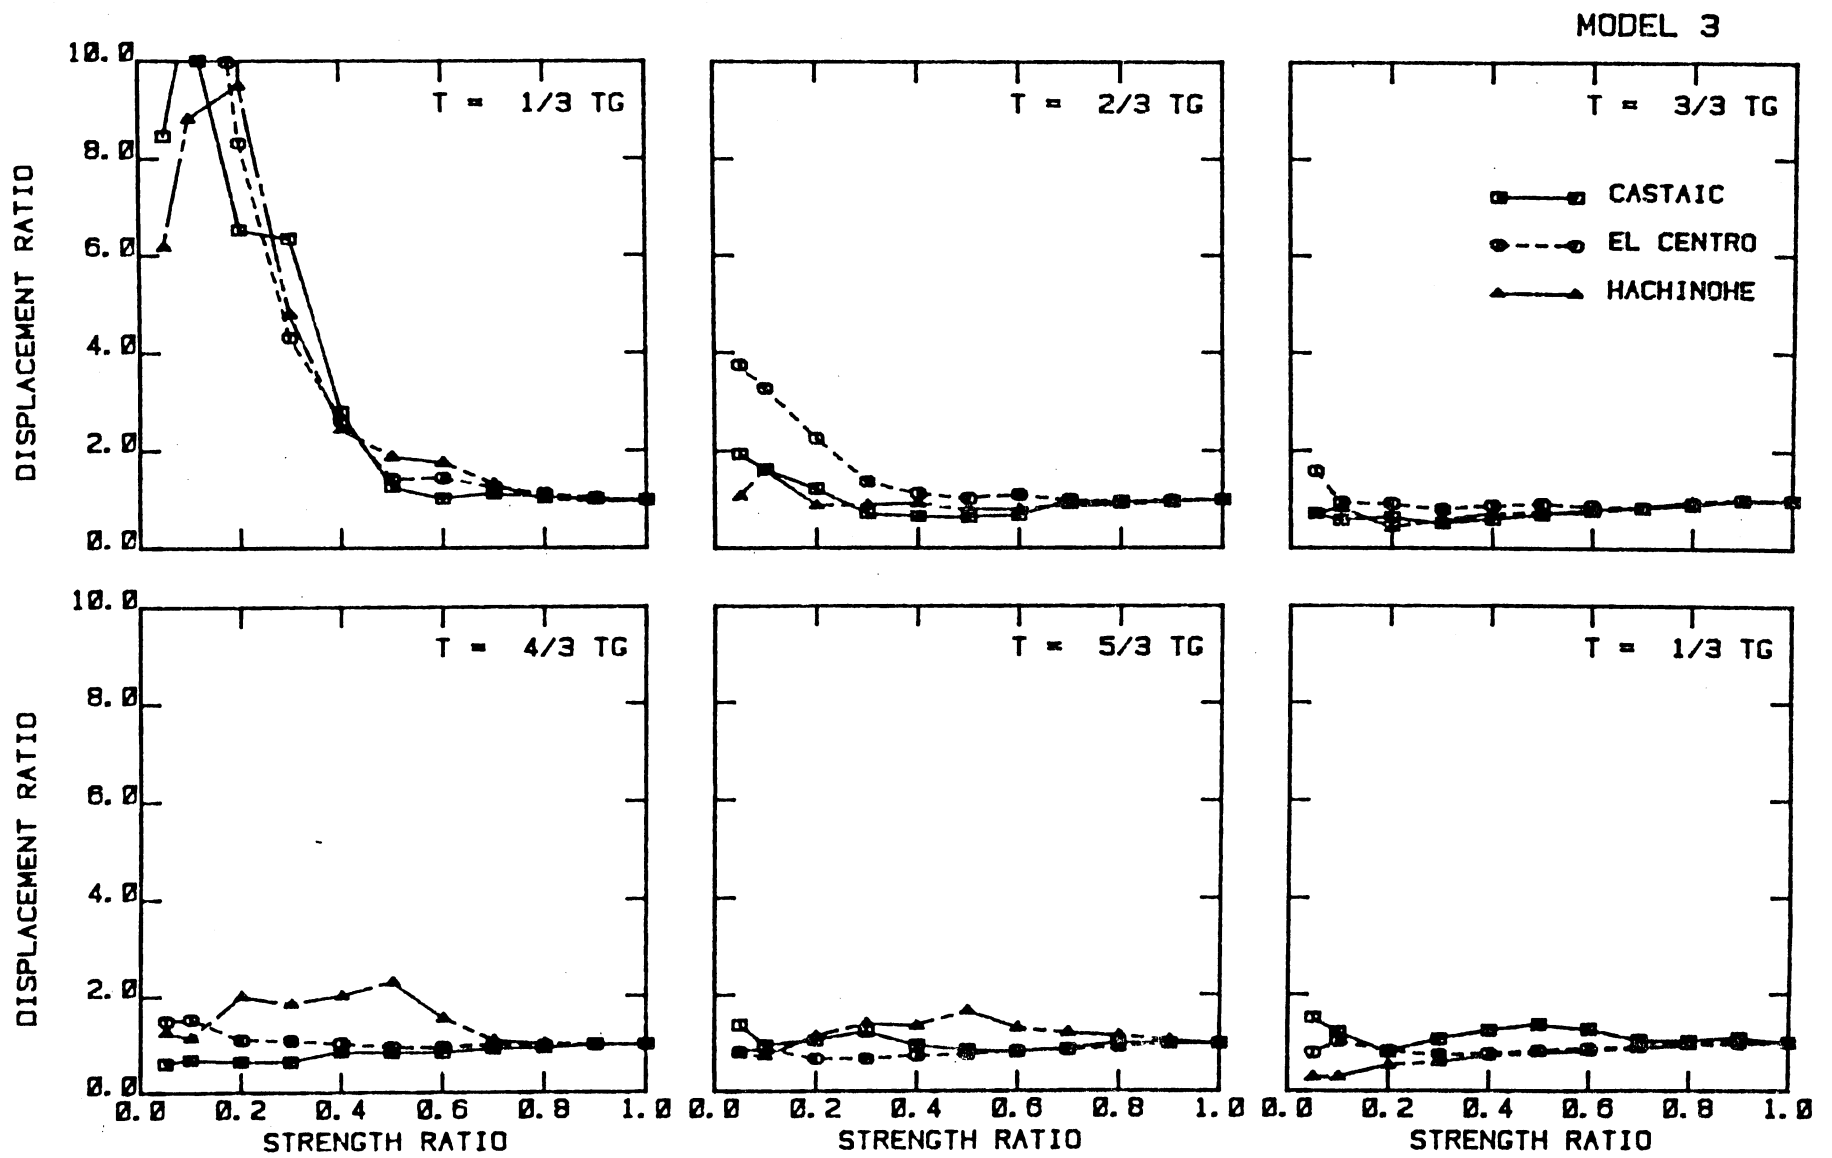 MODEL 3
10.0
8.0
6.0
4.0
2.0
0.0
DISPLACEMENT RATIO
T = 1/3 TG
T = 2/3 TG
T = 3/3 TG
CASTAIC
EL CENTRO
HACHINOHE
10.0
8.0
6.0
4.0
2.0
0.0
DISPLACEMENT RATIO
T = 4/3 TG
T = 5/3 TG
T = 1/3 TG
0.0 0.2 0.4 0.6 0.8 1.0
0.0 0.2 0.4 0.6 0.8 1.0
0.0 0.2 0.4 0.6 0.8 1.0
STRENGTH RATIO
STRENGTH RATIO
STRENGTH RATIO